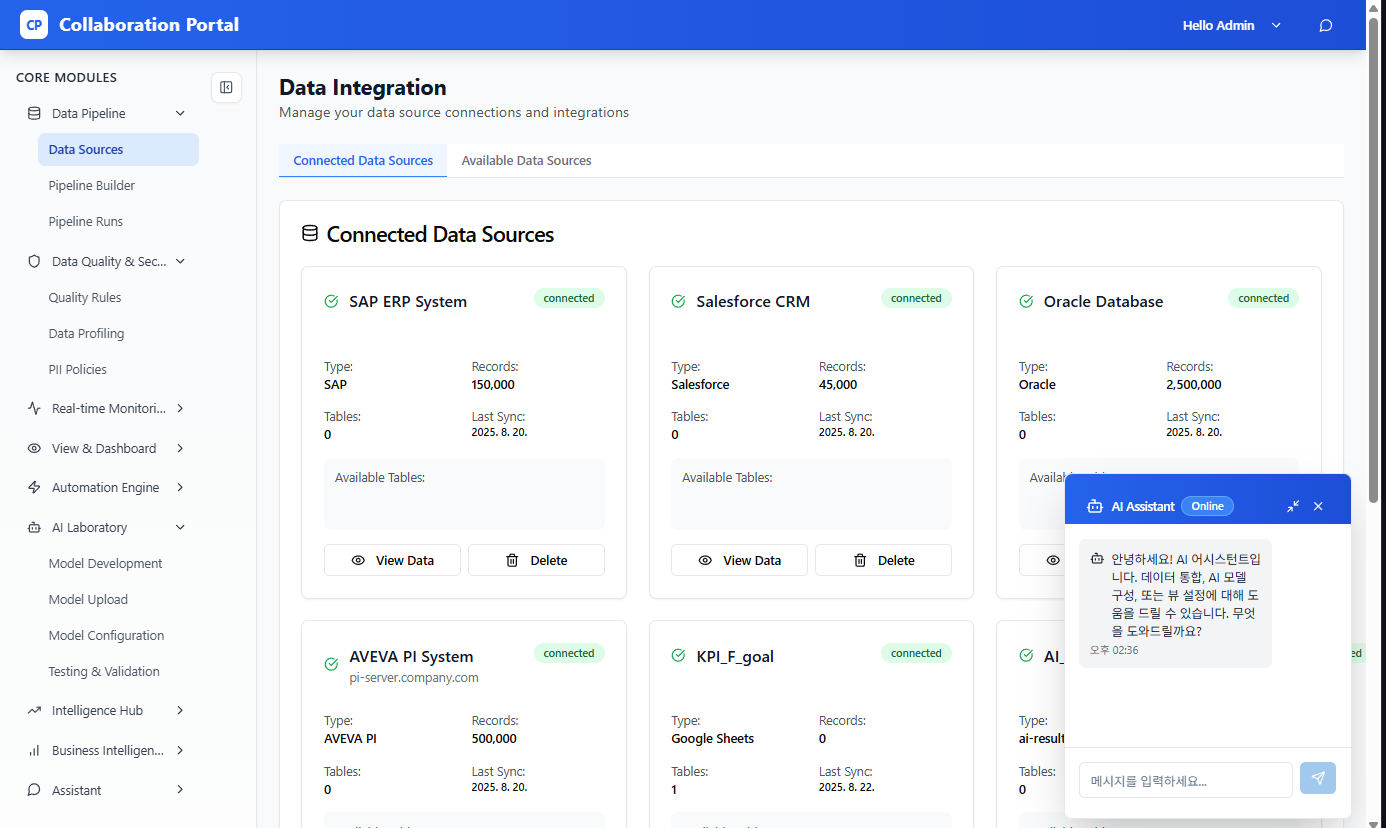 CP Collaboration Portal
Hello Admin
CORE MODULES
Data Pipeline
Data Sources
Pipeline Builder
Pipeline Runs
Data Quality & Sec...
Quality Rules
Data Profiling
PII Policies
Real-time Monitori...
View & Dashboard
Automation Engine
AI Laboratory
Model Development
Model Upload
Model Configuration
Testing & Validation
Intelligence Hub
Business Intelligen...
Assistant
Data Integration
Manage your data source connections and integrations
Connected Data Sources Available Data Sources
Connected Data Sources
SAP ERP System connected
Type: Records:
SAP 150,000
Tables: Last Sync:
0 2025. 8. 20.
Available Tables:
View Data Delete
Salesforce CRM connected
Type: Records:
Salesforce 45,000
Tables: Last Sync:
0 2025. 8. 20.
Available Tables:
View Data Delete
Oracle Database connected
Type: Records:
Oracle 2,500,000
Tables: Last Sync:
0 2025. 8. 20.
AVEVA PI System connected
pi-server.company.com
Type: Records:
AVEVA PI 500,000
Tables: Last Sync:
0 2025. 8. 20.
KPI_F_goal connected
Type: Records:
Google Sheets 0
Tables: Last Sync:
1 2025. 8. 22.
AI_
Type:
ai-result
Tables:
0
AI Assistant Online
안녕하세요! AI 어시스턴트입
니다. 데이터 통합, AI 모델
구성, 또는 뷰 설정에 대해 도
움을 드릴 수 있습니다. 무엇
을 도와드릴까요?
오후 02:36
메시지를 입력하세요...